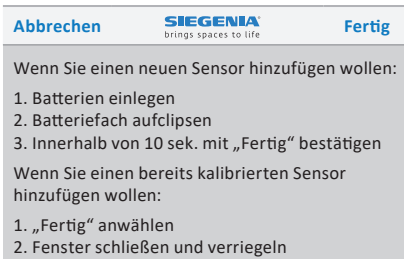 Abbrechen SIEGENIA Fertig
brings spaces to life
Wenn Sie einen neuen Sensor hinzufügen wollen:
1. Batterien einlegen
2. Batteriefach aufclipsen
3. Innerhalb von 10 sek. mit „Fertig“ bestätigen
Wenn Sie einen bereits kalibrierten Sensor
hinzufügen wollen:
1. „Fertig“ anwählen
2. Fenster schließen und verriegeln